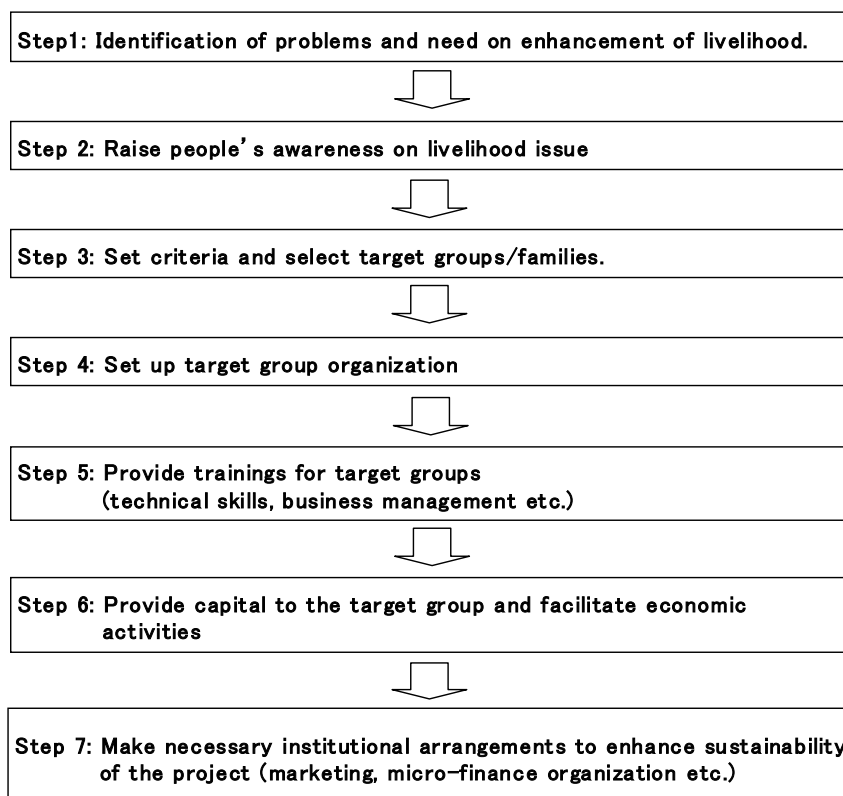 Step1: Identification of problems and need on enhancement of livelihood.
Step 2: Raise people's awareness on livelihood issue
Step 3: Set criteria and select target groups/families.
Step 4: Set up target group organization
Step 5: Provide trainings for target groups
(technical skills, business management etc.)
Step 6: Provide capital to the target group and facilitate economic
activities
Step 7: Make necessary institutional arrangements to enhance sustainability
of the project (marketing, micro-finance organization etc.)